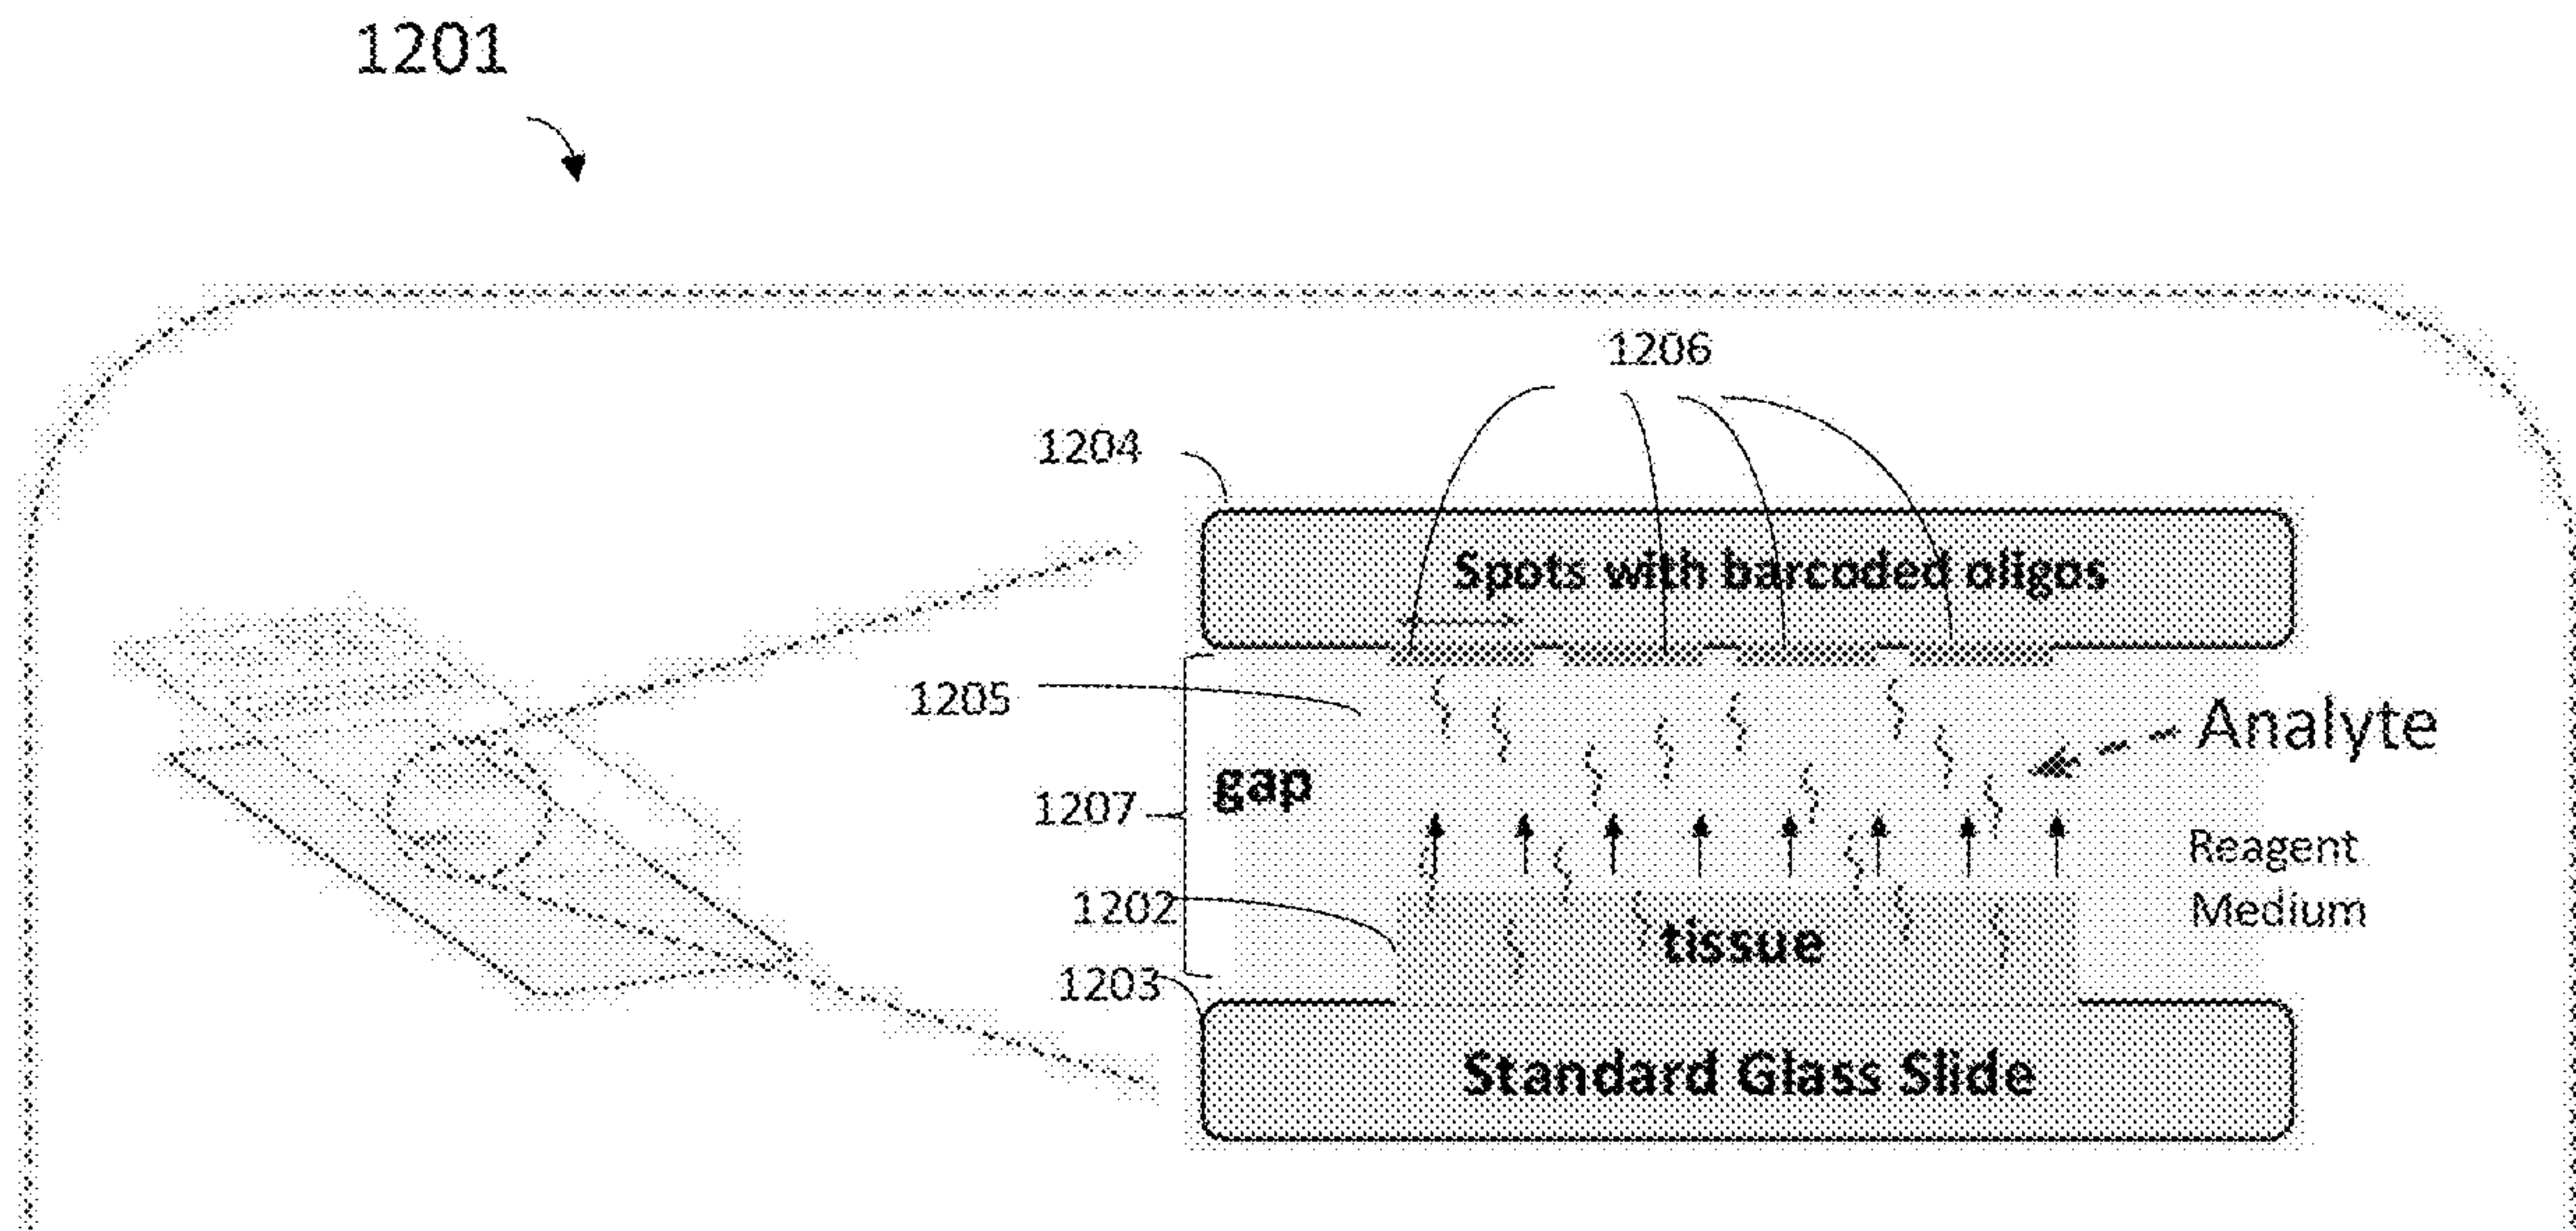 1201
1206
1204
Spots with barcoded oligos
1205
Analyte
gap
1207
Reagent
Medium
1202
tissue
1203
Standard Glass Slide